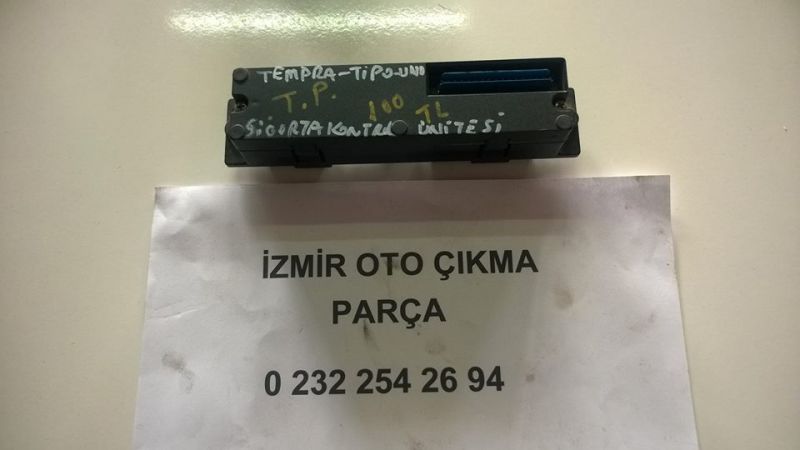 TEMPRA-TİPO-UNO
T.P. 100 TL
SİGORTA KONTRL ÜNİTESİ
İZMİR OTO ÇIKMA
PARÇA
0 232 254 26 94